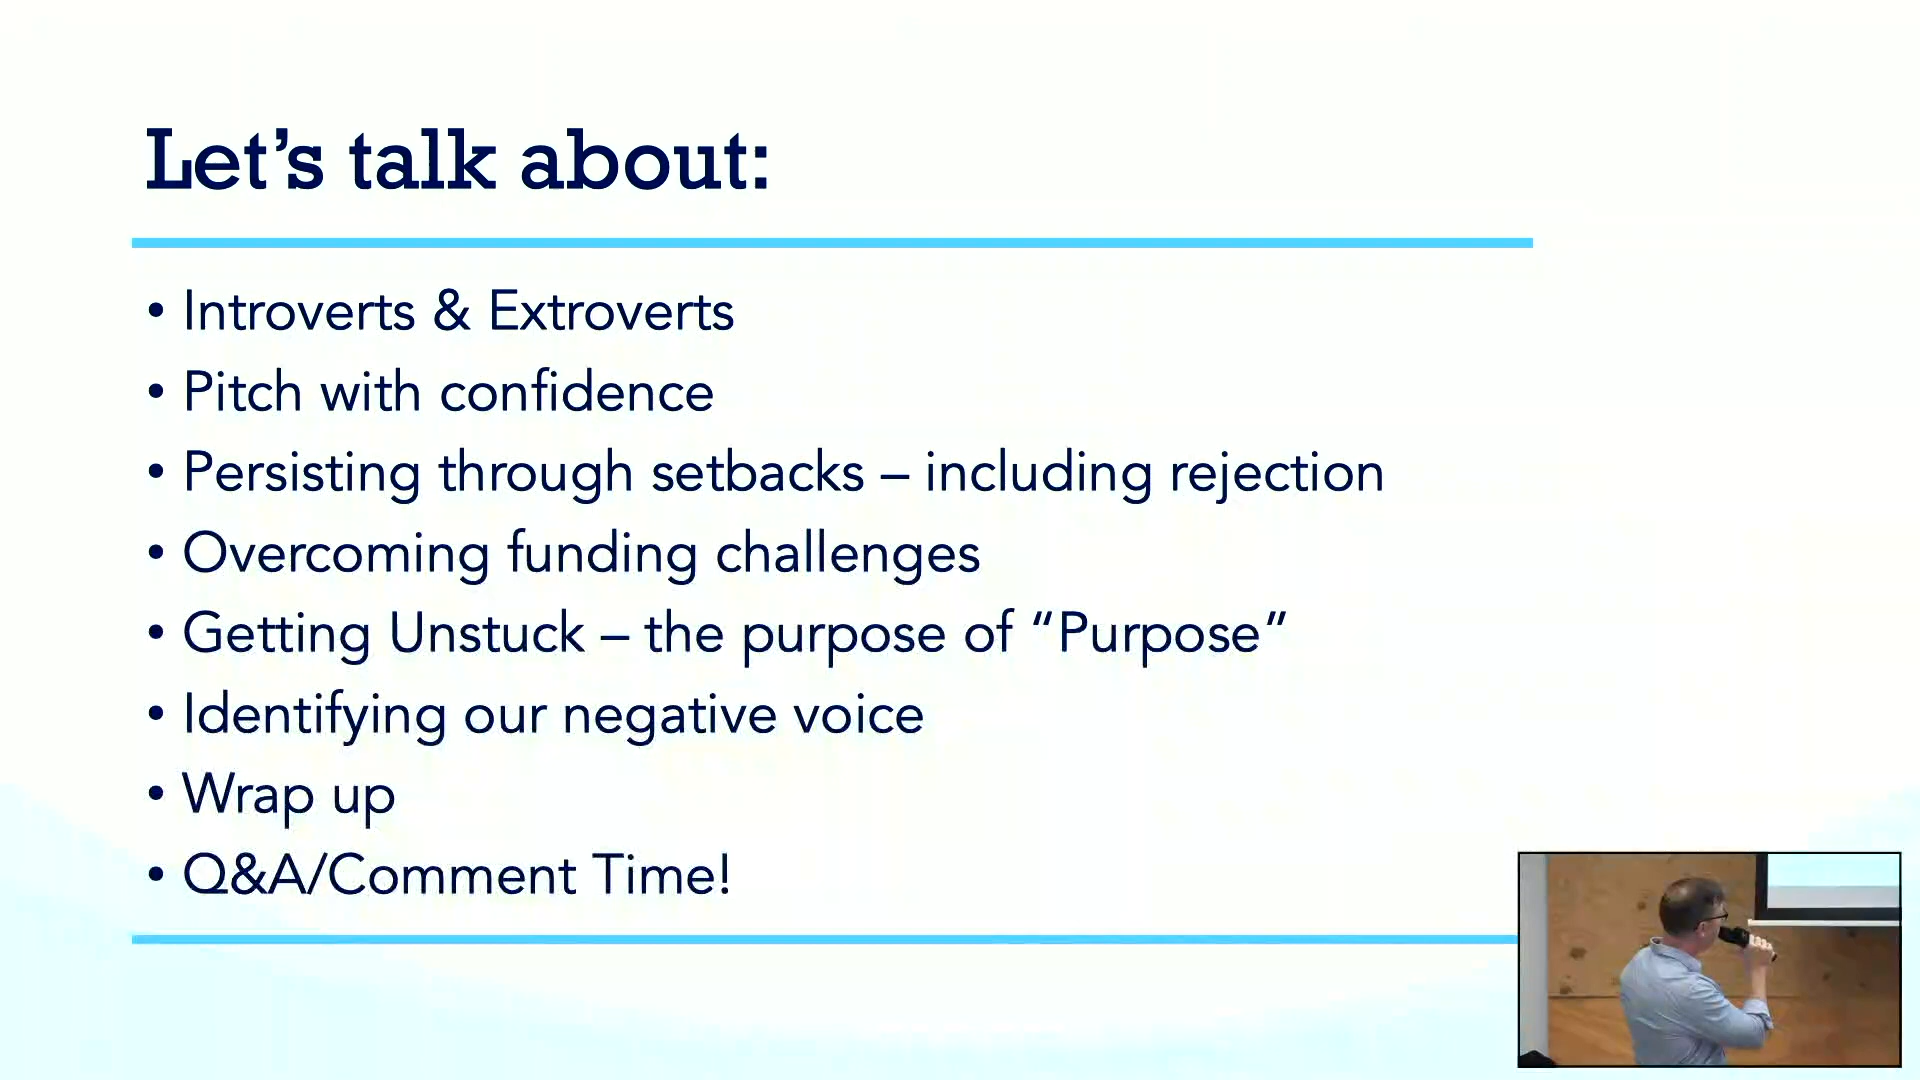 Let’s talk about:
• Introverts & Extroverts
• Pitch with confidence
• Persisting through setbacks – including rejection
• Overcoming funding challenges
• Getting Unstuck – the purpose of “Purpose”
• Identifying our negative voice
• Wrap up
• Q&A/Comment Time!